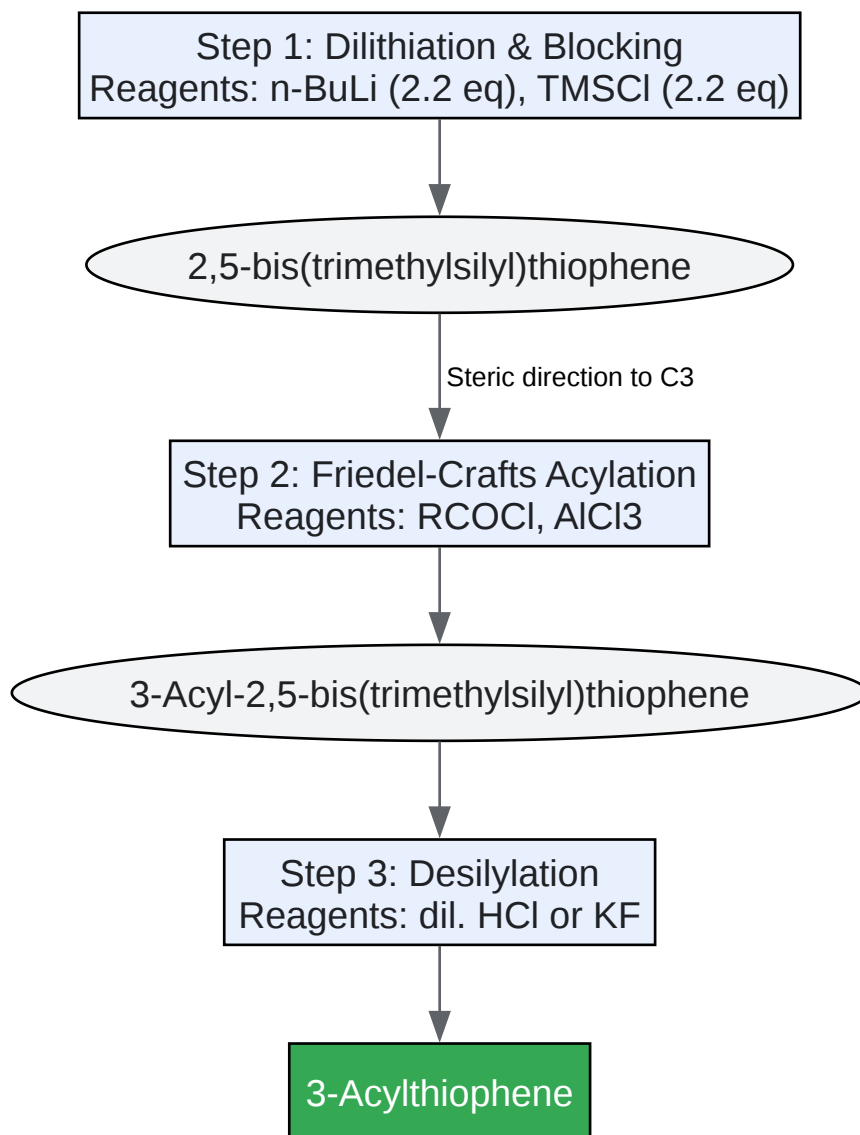 Step 1: Dilithiation & Blocking
Reagents: n-BuLi (2.2 eq), TMSCl (2.2 eq)
2,5-bis(trimethylsilyl)thiophene
Steric direction to C3
Step 2: Friedel-Crafts Acylation
Reagents: RCOCl, AlCl3
3-Acyl-2,5-bis(trimethylsilyl)thiophene
Step 3: Desilylation
Reagents: dil. HCl or KF
3-Acylthiophene